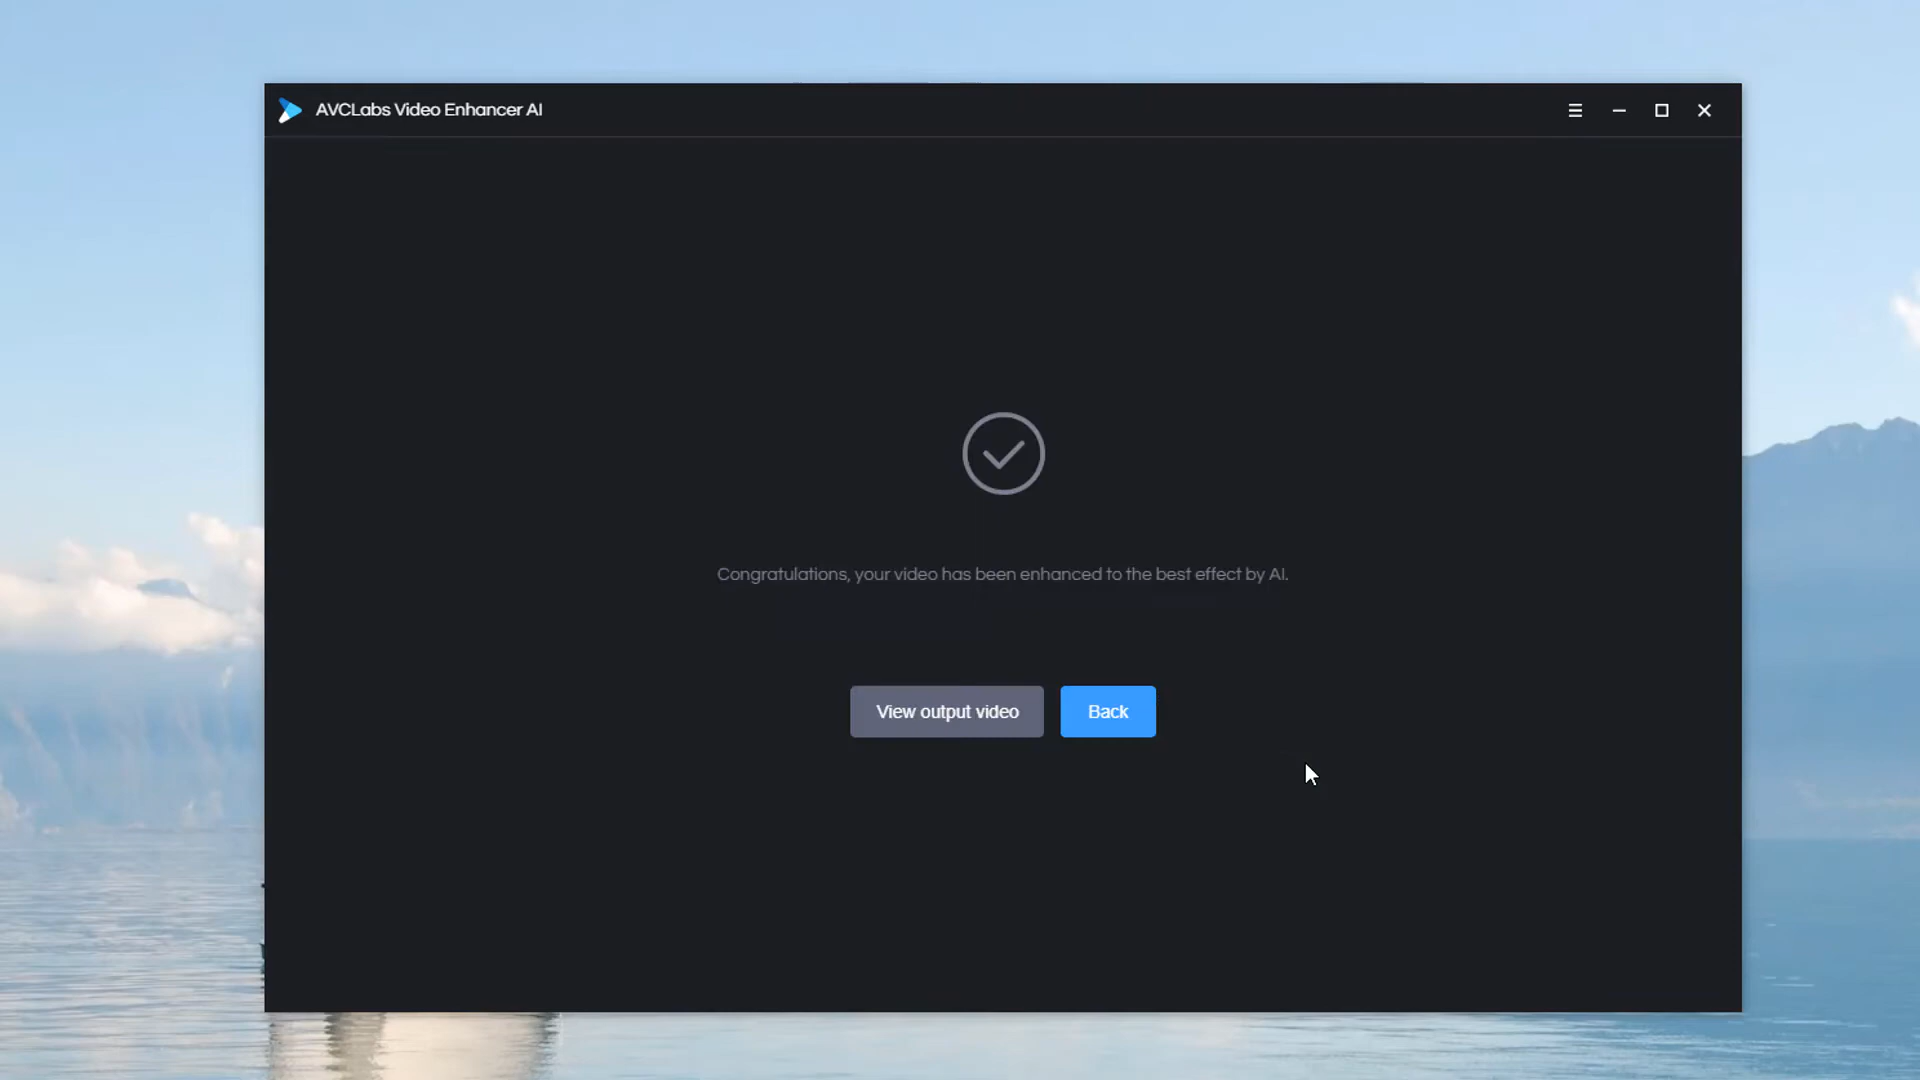 AVCLabs Video Enhancer AI
Congratulations, your video has been enhanced to the best effect by AI.
View output video
Back